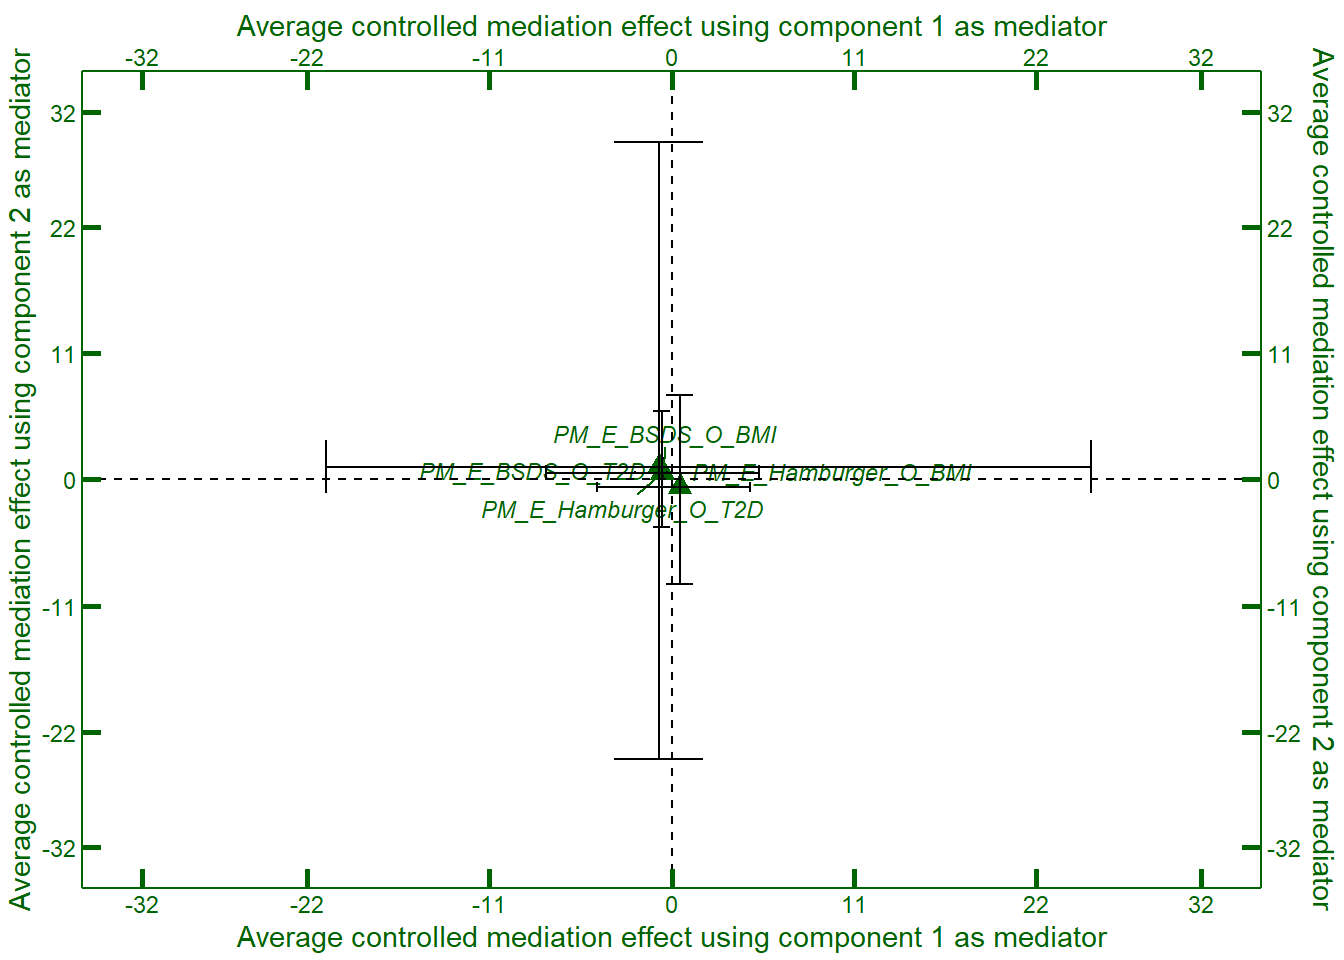 Average controlled mediation effect using component 1 as mediator
-32 -22 -11 0 11 22 32
Average controlled mediation effect using component 2 as mediator
32 32
22 22
11 11
PM_E_BSDS_O_BMI
PM_E_BSDS_O_T2D PM_E_Hamburger_O_BMI
0 0
PM_E_Hamburger_O_T2D
-11 -11
-22 -22
-32 -32
Average controlled mediation effect using component 2 as mediator
-32 -22 -11 0 11 22 32
Average controlled mediation effect using component 1 as mediator